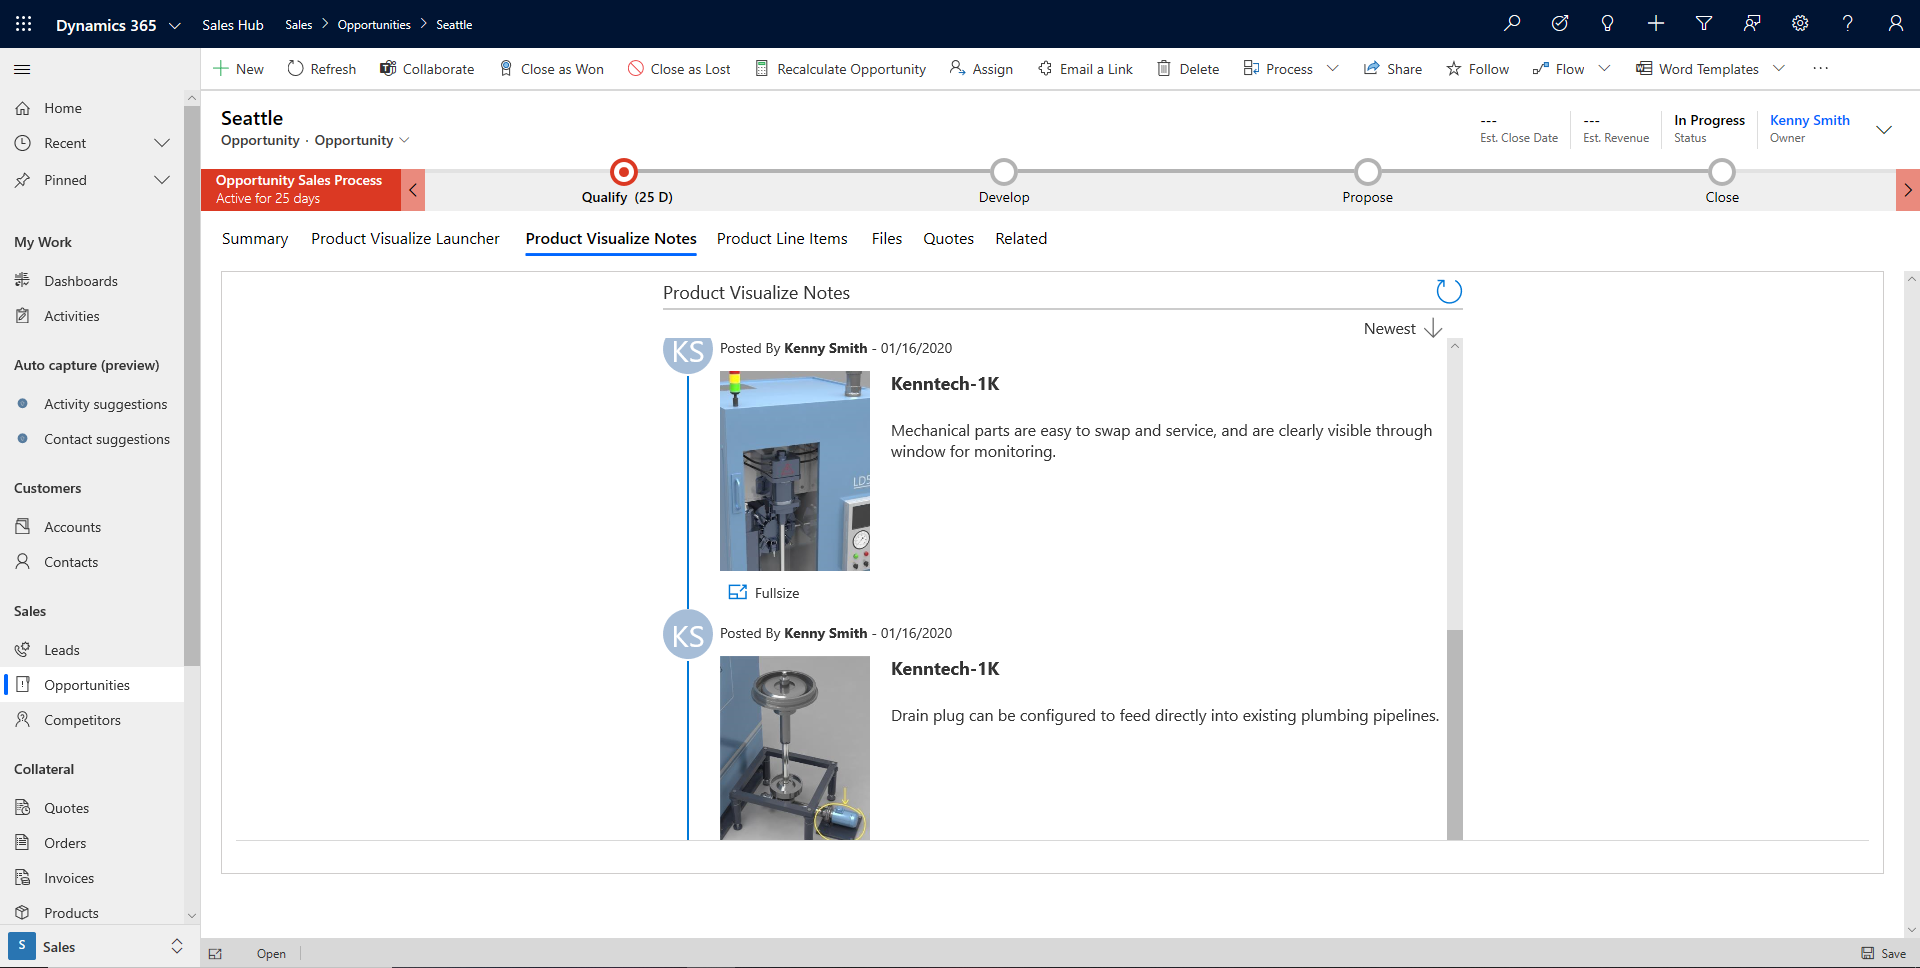 Dynamics 365 Sales Hub Sales Opportunities Seattle
New Refresh Collaborate Close as Won Close as Lost Recalculate Opportunity Assign Email a Link Delete Process Share Follow Flow Word Templates ...
Home
Recent
Pinned
My Work
Dashboards
Activities
Auto capture (preview)
Activity suggestions
Contact suggestions
Customers
Accounts
Contacts
Sales
Leads
Opportunities
Competitors
Collateral
Quotes
Orders
Invoices
Products
S Sales
Seattle
Opportunity · Opportunity
--- Est. Close Date
--- Est. Revenue
In Progress
Status
Kenny Smith
Owner
Opportunity Sales Process
Active for 25 days
Qualify (25 D) Develop Propose Close
Summary Product Visualize Launcher Product Visualize Notes Product Line Items Files Quotes Related
Product Visualize Notes
Newest
KS Posted By Kenny Smith - 01/16/2020
Kenntech-1K
Mechanical parts are easy to swap and service, and are clearly visible through
window for monitoring.
Fullsize
KS Posted By Kenny Smith - 01/16/2020
Kenntech-1K
Drain plug can be configured to feed directly into existing plumbing pipelines.
Open Save